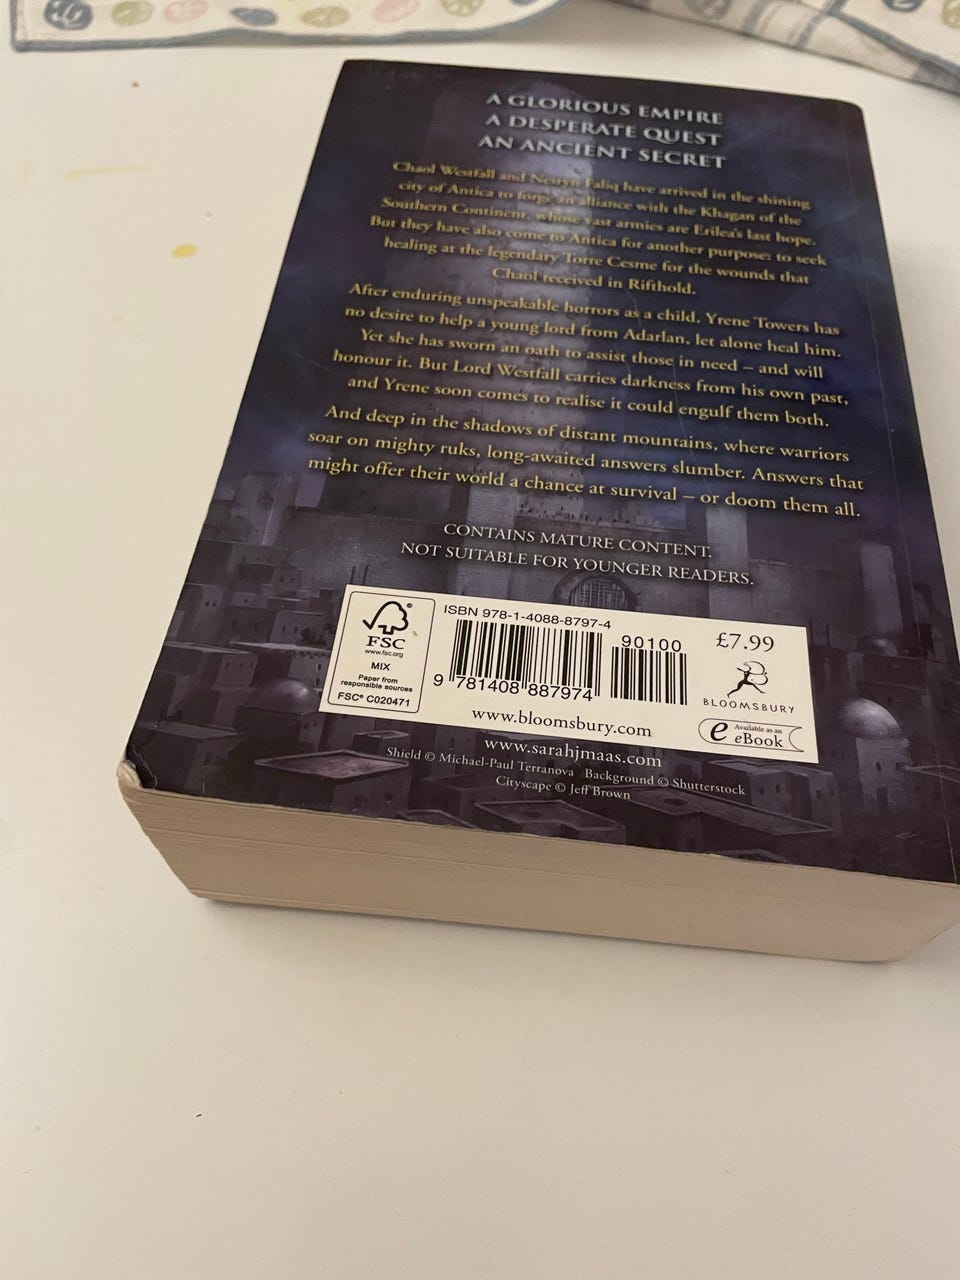 A GLORIOUS EMPIRE
A DESPERATE QUEST
AN ANCIENT SECRET
Chaol Westfall and Nesryn Faliq have arrived in the shining
city of Antica to forge an alliance with the Khagan of the
Southern Continent, whose vast armies are Erilea's last hope.
But they have also come to Antica for another purpose: to seek
healing at the legendary Torre Cesme for the wounds that
Chaol received in Rifthold.
After enduring unspeakable horrors as a child, Yrene Towers has
no desire to help a young lord from Adarlan, let alone heal him.
Yet she has sworn an oath to assist those in need – and will
honour it. But Lord Westfall carries darkness from his own past,
and Yrene soon comes to realise it could engulf them both.
And deep in the shadows of distant mountains, where warriors
soar on mighty ruks, long-awaited answers slumber. Answers that
might offer their world a chance at survival – or doom them all.
CONTAINS MATURE CONTENT.
NOT SUITABLE FOR YOUNGER READERS.
FSC
www.fsc.org
MIX
Paper from
responsible sources
FSC® C020471
ISBN 978-1-4088-8797-4
90100
9 781408 887974
£7.99
BLOOMSBURY
www.bloomsbury.com
e Available as an
eBook
www.sarahjmaas.com
Shield © Michael-Paul Terranova Background © Shutterstock
Cityscape © Jeff Brown